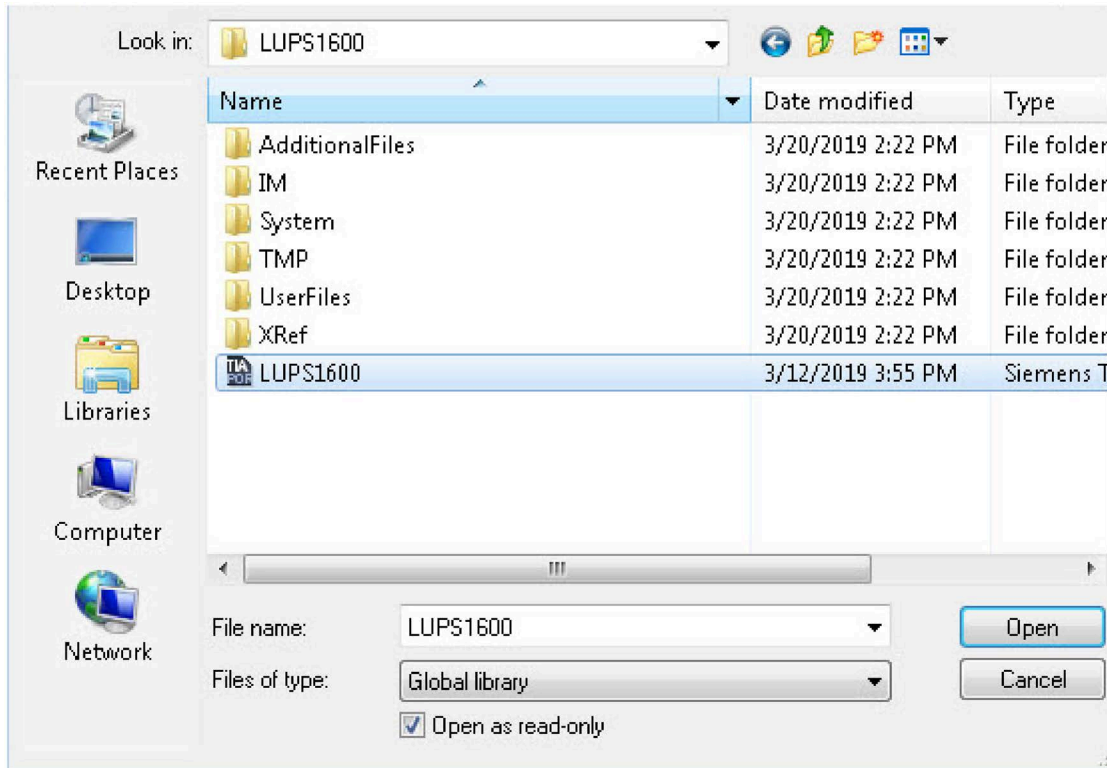 Look in: LUPS1600
Name Date modified Type
AdditionalFiles 3/20/2019 2:22 PM File folder
IM 3/20/2019 2:22 PM File folder
System 3/20/2019 2:22 PM File folder
TMP 3/20/2019 2:22 PM File folder
UserFiles 3/20/2019 2:22 PM File folder
XRef 3/20/2019 2:22 PM File folder
LUPS1600 3/12/2019 3:55 PM Siemens T
Recent Places
Desktop
Libraries
Computer
Network
File name: LUPS1600 Open
Files of type: Global library Cancel
Open as read-only